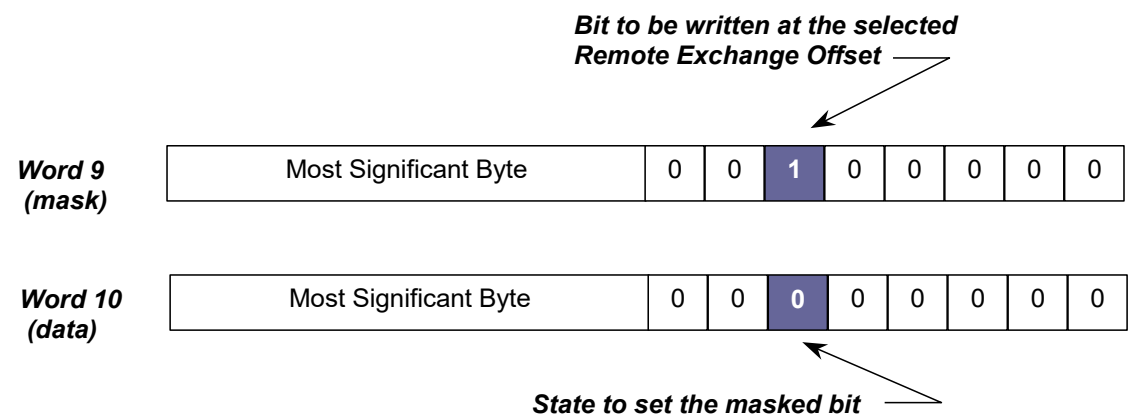 Bit to be written at the selected
Remote Exchange Offset
Word 9 Most Significant Byte 0 0 1 0 0 0 0 0
(mask)
Word 10 Most Significant Byte 0 0 0 0 0 0 0 0
(data)
State to set the masked bit